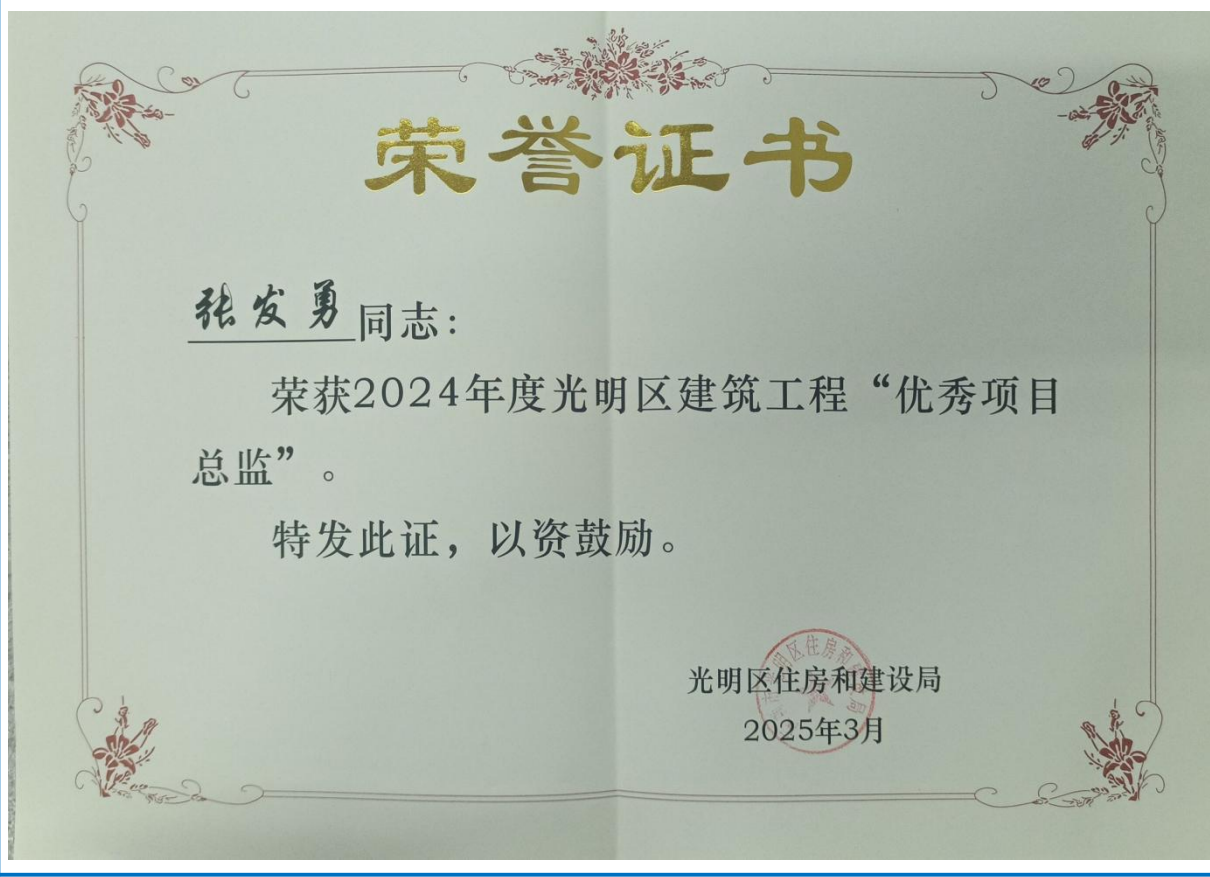 荣誉证书
张发勇同志：
荣获2024年度光明区建筑工程“优秀项目
总监”。
特发此证，以资鼓励。
光明区住房和建设局
2025年3月